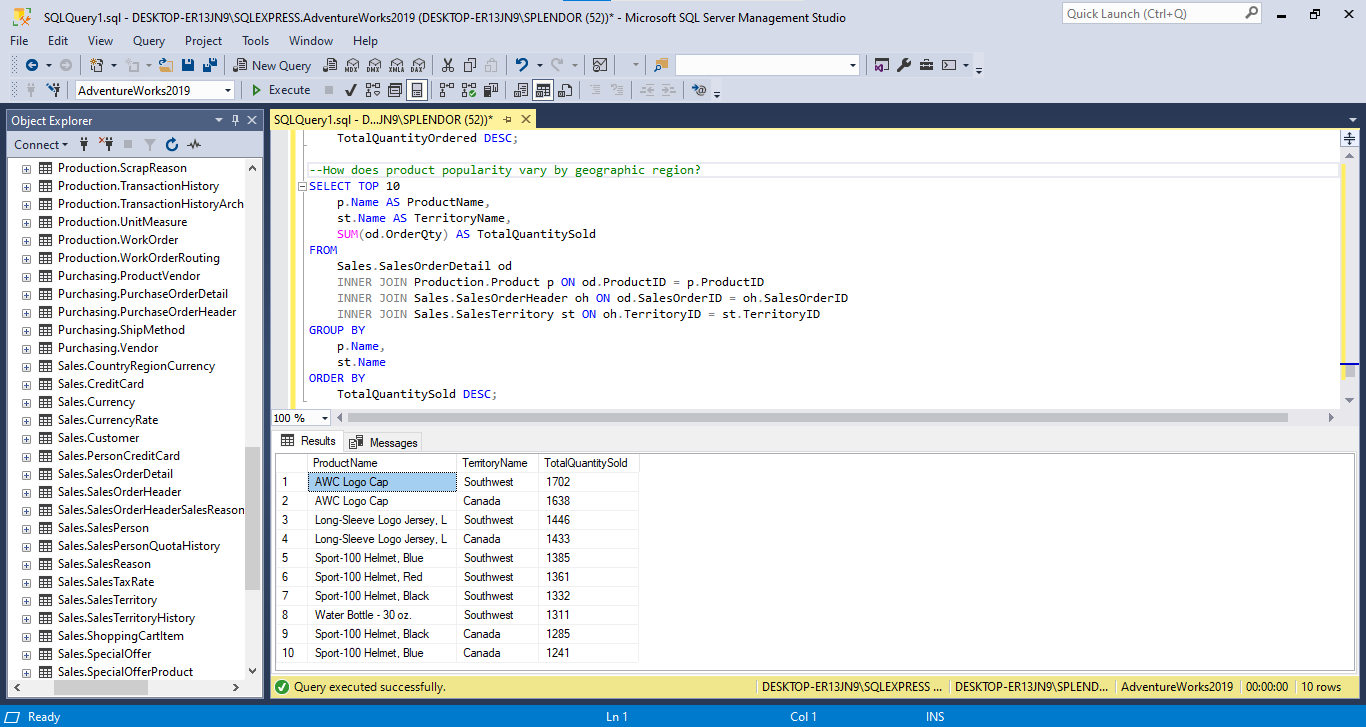 SQLQuery1.sql - DESKTOP-ER13JN9\SQLEXPRESS.AdventureWorks2019 (DESKTOP-ER13JN9\SPLENDOR (52))* - Microsoft SQL Server Management Studio
Quick Launch (Ctrl+Q)
File Edit View Query Project Tools Window Help
New Query MDX DMX XMLA DAX
AdventureWorks2019 Execute
Object Explorer
Connect
Production.ScrapReason
Production.TransactionHistory
Production.TransactionHistoryArch
Production.UnitMeasure
Production.WorkOrder
Production.WorkOrderRouting
Purchasing.ProductVendor
Purchasing.PurchaseOrderDetail
Purchasing.PurchaseOrderHeader
Purchasing.ShipMethod
Purchasing.Vendor
Sales.CountryRegionCurrency
Sales.CreditCard
Sales.Currency
Sales.CurrencyRate
Sales.Customer
Sales.PersonCreditCard
Sales.SalesOrderDetail
Sales.SalesOrderHeader
Sales.SalesOrderHeaderSalesReason
Sales.SalesPerson
Sales.SalesPersonQuotaHistory
Sales.SalesReason
Sales.SalesTaxRate
Sales.SalesTerritory
Sales.SalesTerritoryHistory
Sales.ShoppingCartItem
Sales.SpecialOffer
Sales.SpecialOfferProduct
SQLQuery1.sql - D...JN9\SPLENDOR (52))*
TotalQuantityOrdered DESC;
--How does product popularity vary by geographic region?
SELECT TOP 10
p.Name AS ProductName,
st.Name AS TerritoryName,
SUM(od.OrderQty) AS TotalQuantitySold
FROM
Sales.SalesOrderDetail od
INNER JOIN Production.Product p ON od.ProductID = p.ProductID
INNER JOIN Sales.SalesOrderHeader oh ON od.SalesOrderID = oh.SalesOrderID
INNER JOIN Sales.SalesTerritory st ON oh.TerritoryID = st.TerritoryID
GROUP BY
p.Name,
st.Name
ORDER BY
TotalQuantitySold DESC;
100 %
Results Messages
ProductName TerritoryName TotalQuantitySold
1 AWC Logo Cap Southwest 1702
2 AWC Logo Cap Canada 1638
3 Long-Sleeve Logo Jersey, L Southwest 1446
4 Long-Sleeve Logo Jersey, L Canada 1433
5 Sport-100 Helmet, Blue Southwest 1385
6 Sport-100 Helmet, Red Southwest 1361
7 Sport-100 Helmet, Black Southwest 1332
8 Water Bottle - 30 oz. Southwest 1311
9 Sport-100 Helmet, Black Canada 1285
10 Sport-100 Helmet, Blue Canada 1241
Query executed successfully. DESKTOP-ER13JN9\SQLEXPRESS ... DESKTOP-ER13JN9\SPLEND... AdventureWorks2019 00:00:00 10 rows
Ready Ln 1 Col 1 INS